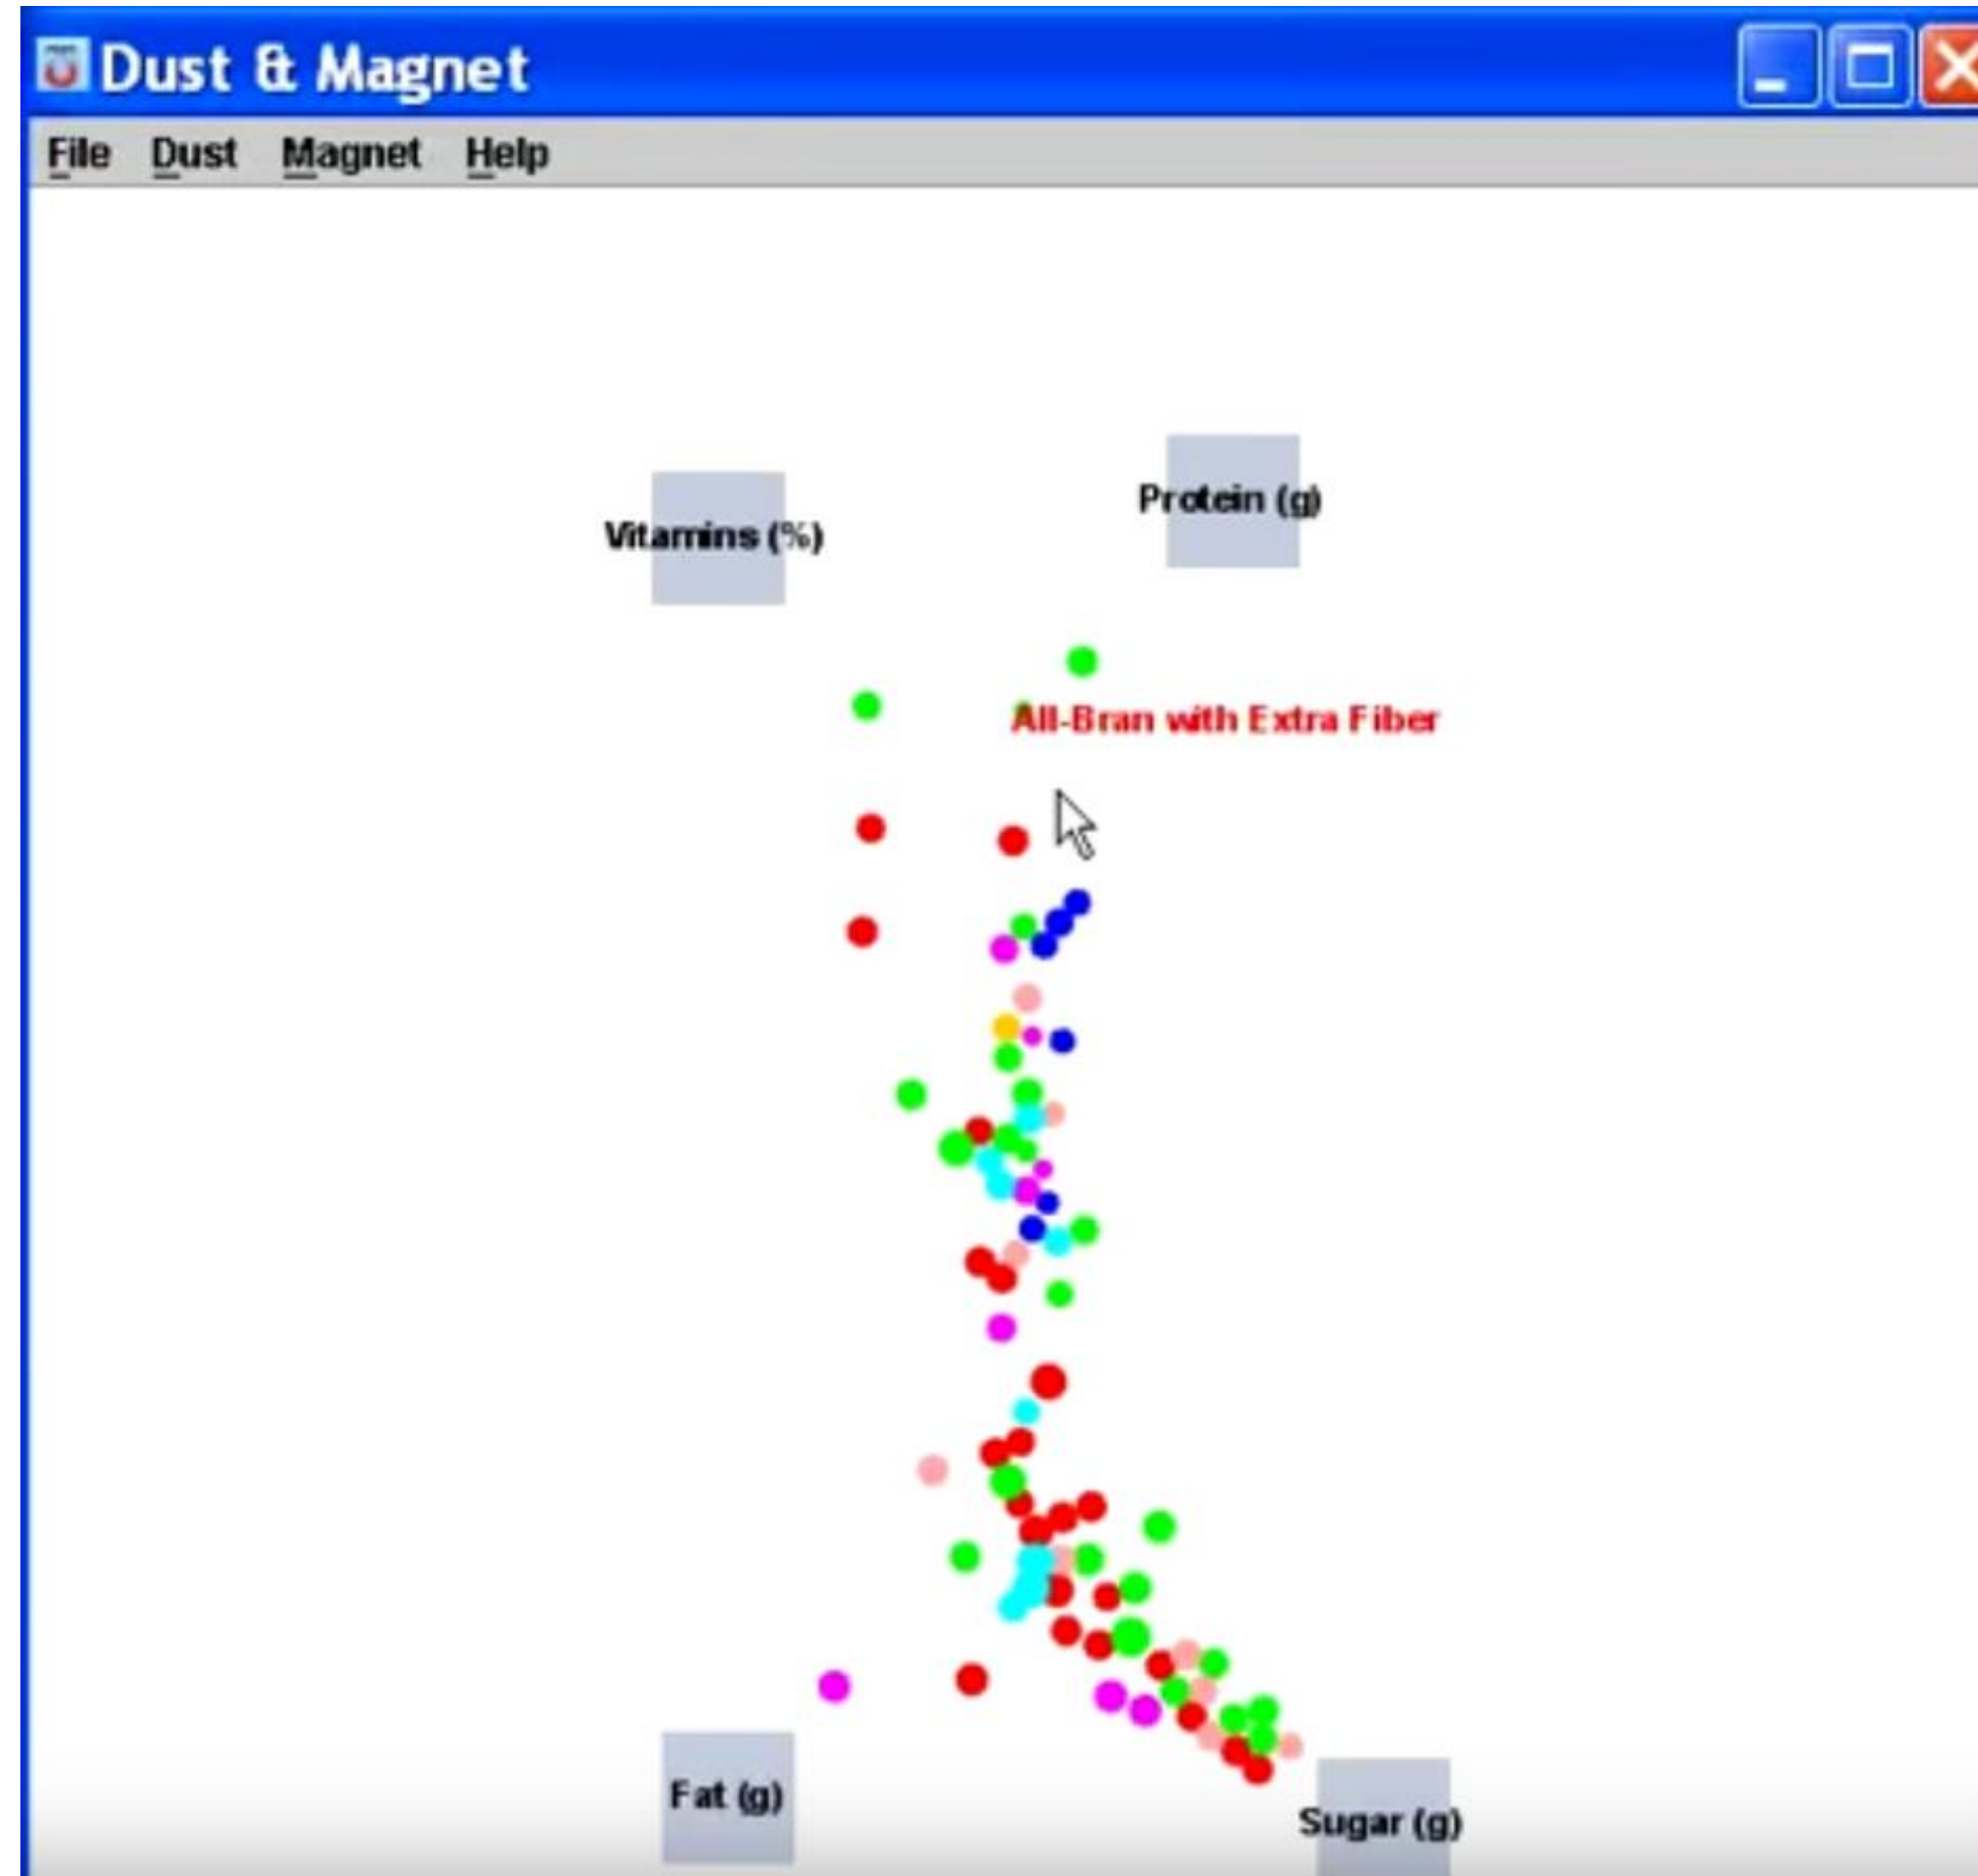 Dust & Magnet
File Dust Magnet Help
Protein (g)
Vitamins (%)
All-Bran with Extra Fiber
Fat (g)
Sugar (g)